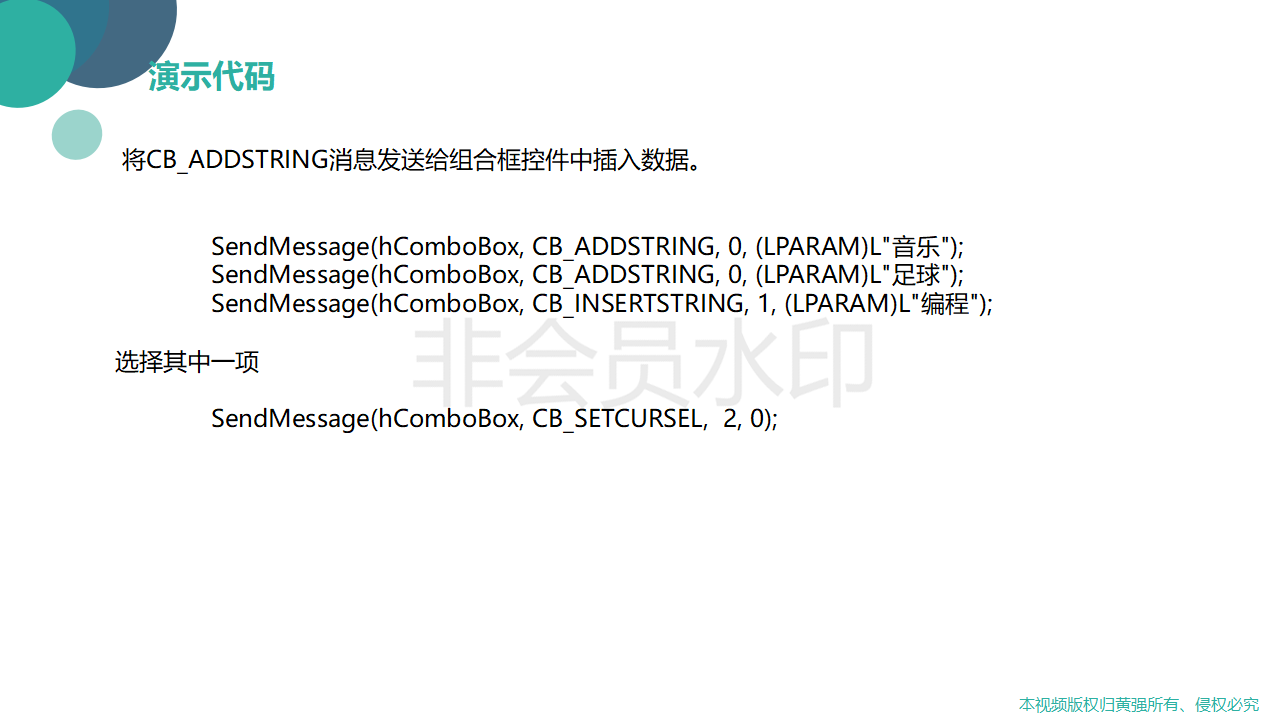 演示代码
将CB_ADDSTRING消息发送给组合框控件中插入数据。
SendMessage(hComboBox, CB_ADDSTRING, 0, (LPARAM)L"音乐");
SendMessage(hComboBox, CB_ADDSTRING, 0, (LPARAM)L"足球");
SendMessage(hComboBox, CB_INSERTSTRING, 1, (LPARAM)L"编程");
非会员水印
选择其中一项
SendMessage(hComboBox, CB_SETCURSEL,  2, 0);
本视频版权归黄强所有、侵权必究